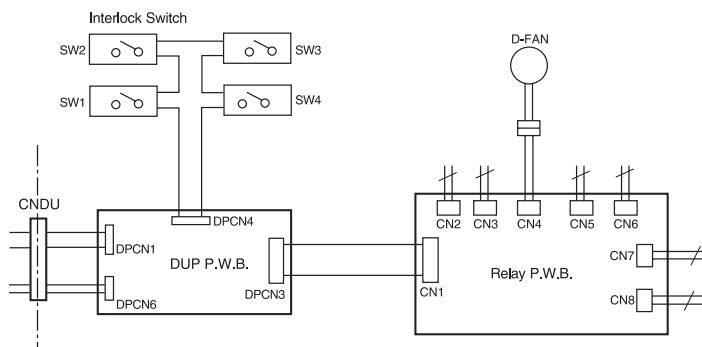 Interlock Switch
D-FAN
SW2
SW3
SW1
SW4
CNDU
DPCN4
CN2
CN3
CN4
CN5
CN6
DPCN1
DUP P.W.B.
CN7
Relay P.W.B.
DPCN6
DPCN3
CN1
CN8